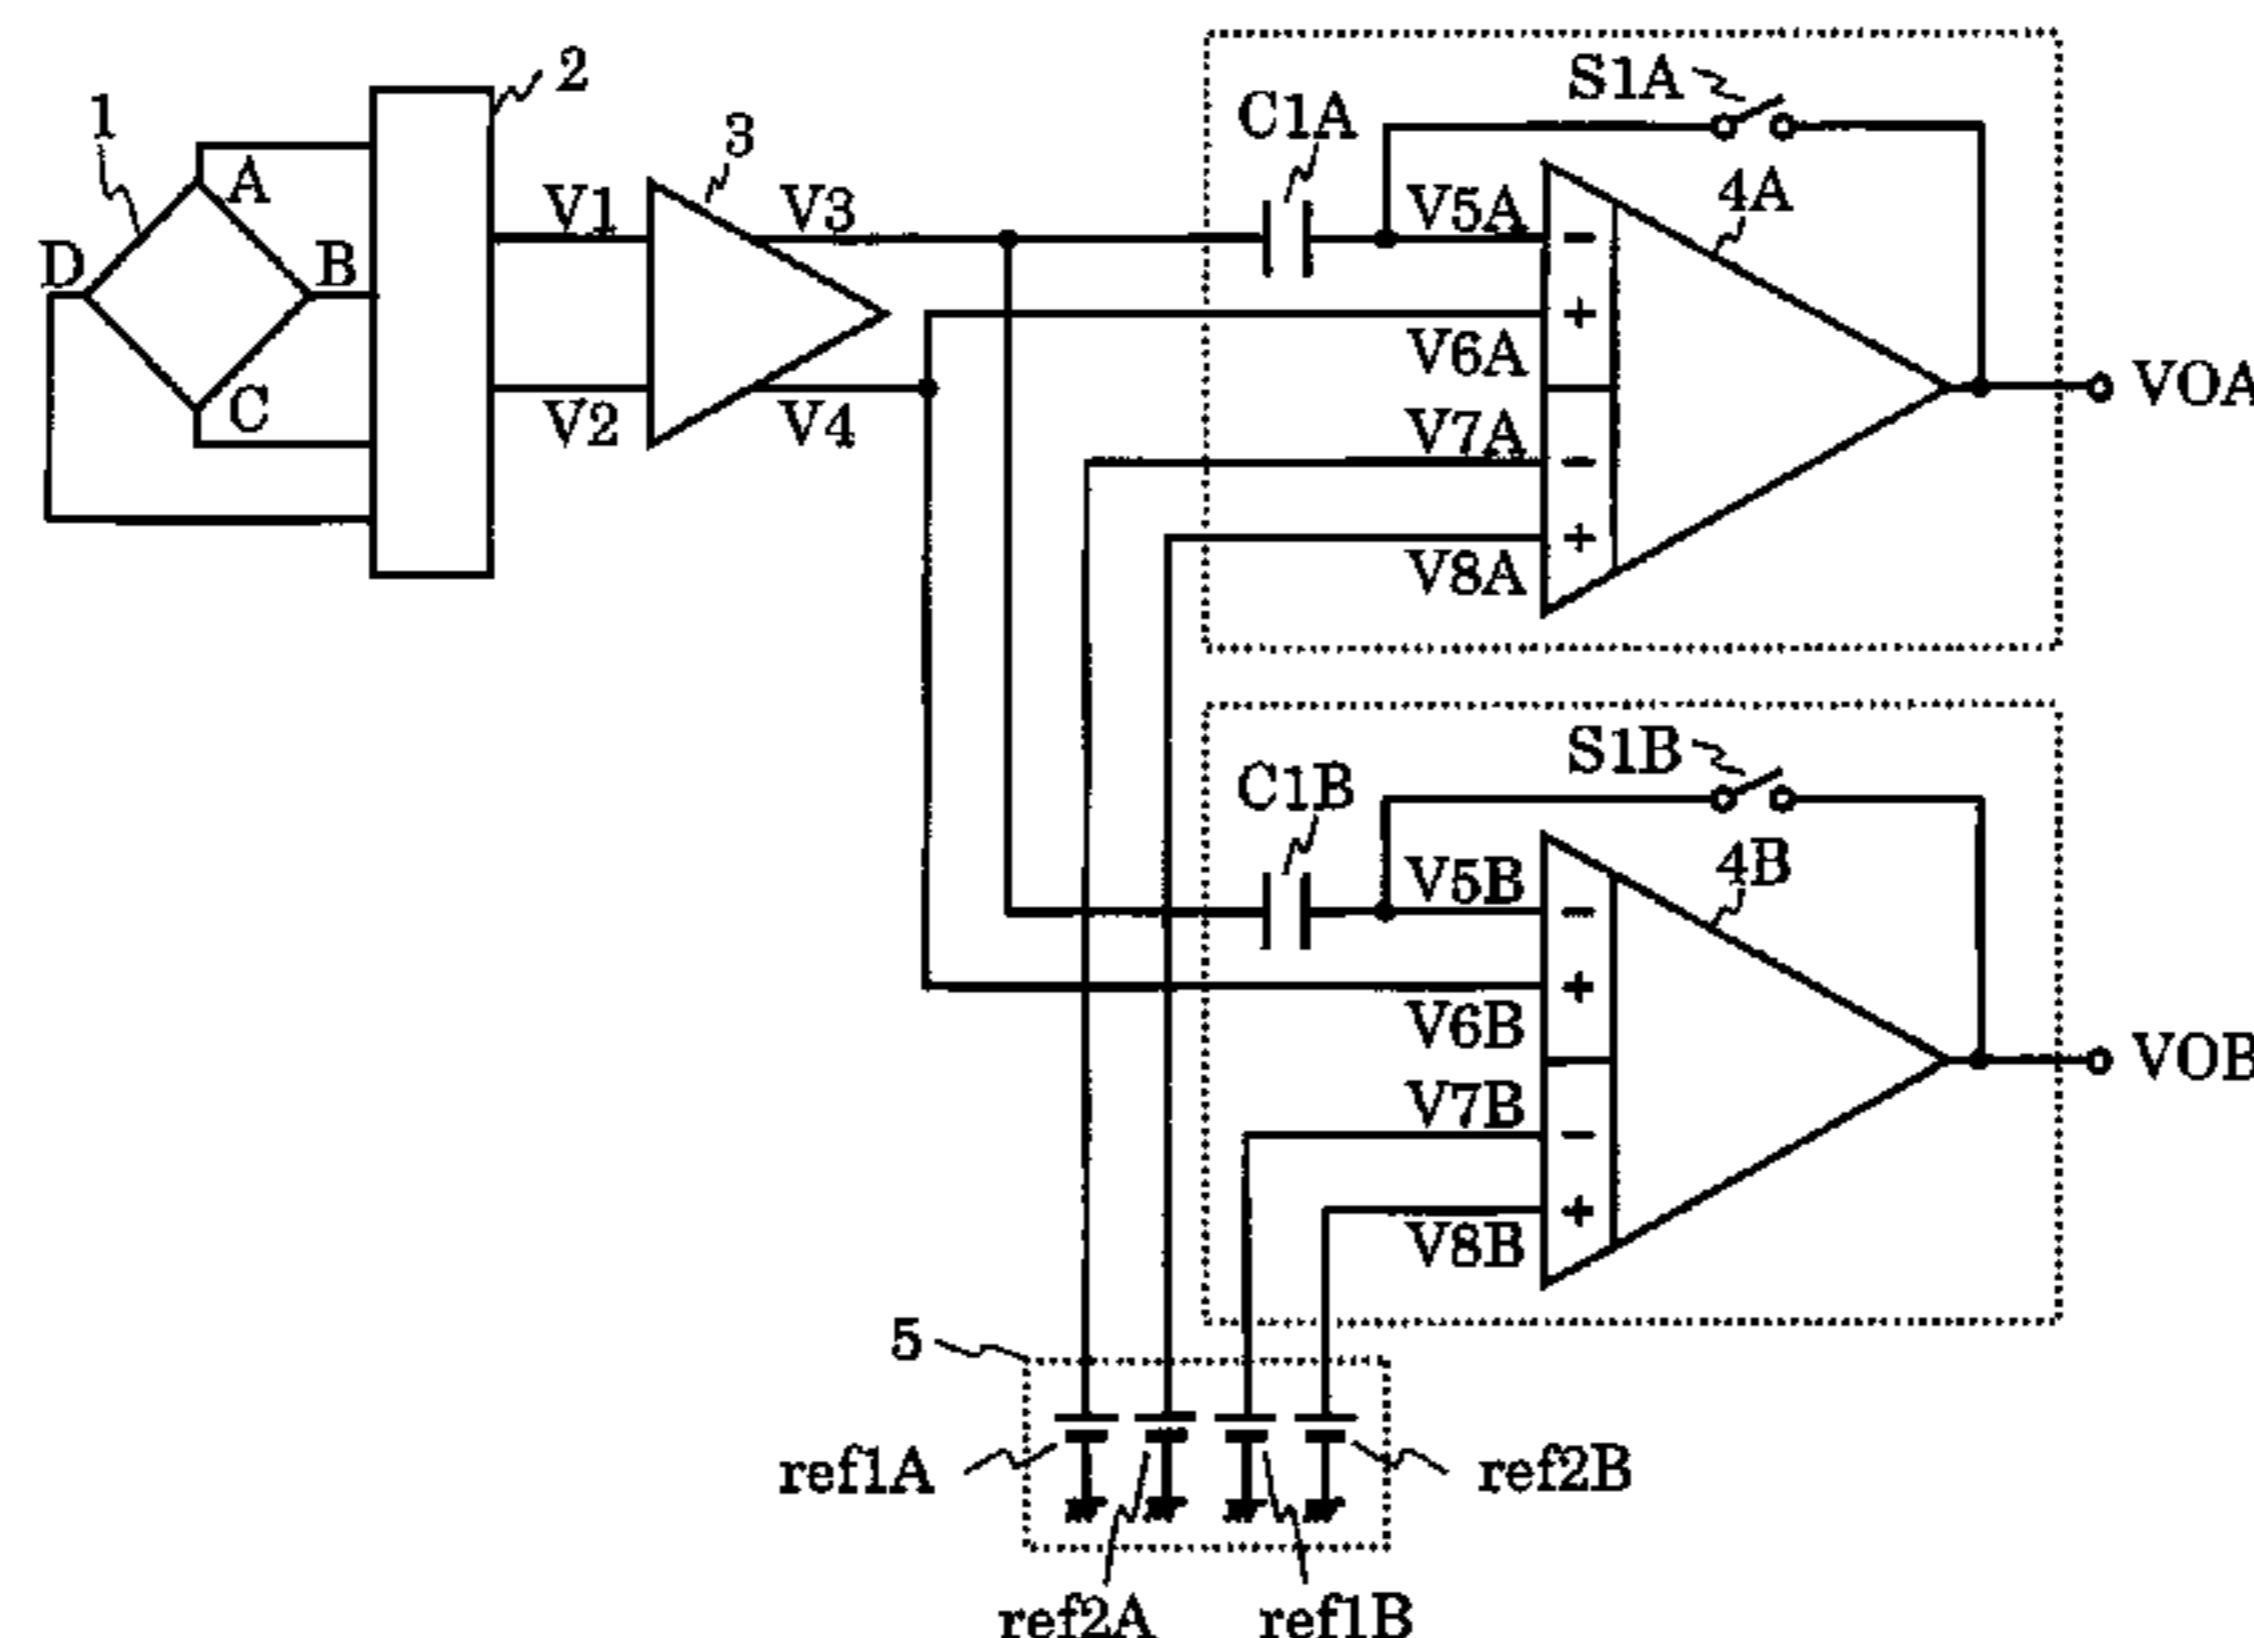 1
A
B
C
D
2
V1
V2
3
V3
V4
C1A
S1A
4A
V5A
−
+
V6A
V7A
−
+
V8A
VOA
C1B
S1B
4B
V5B
−
+
V6B
V7B
−
+
V8B
VOB
5
ref1A
ref2B
ref2A
ref1B